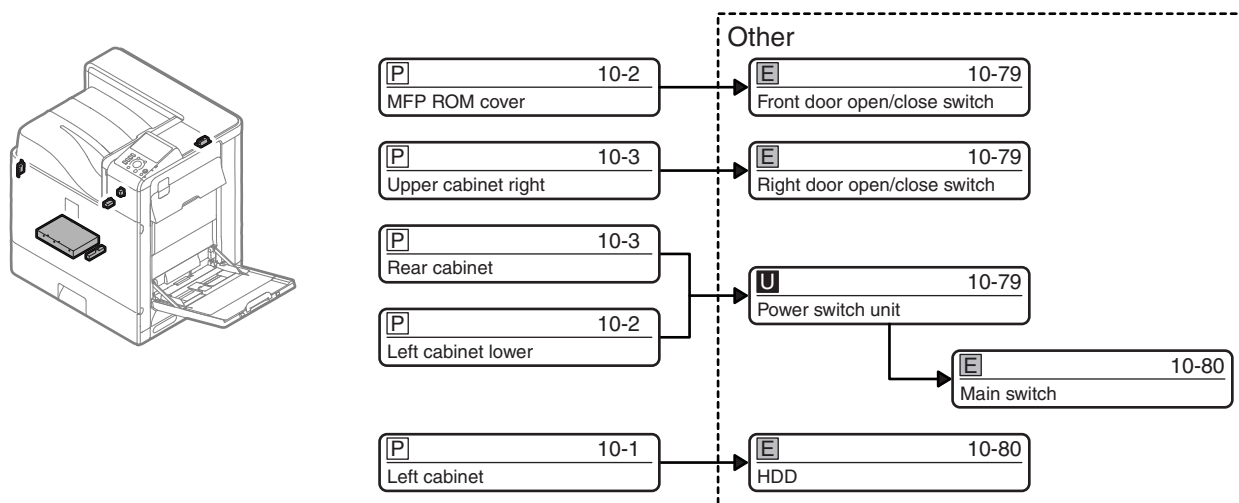 Other
P 10-2
MFP ROM cover
E 10-79
Front door open/close switch
P 10-3
Upper cabinet right
E 10-79
Right door open/close switch
P 10-3
Rear cabinet
U 10-79
Power switch unit
P 10-2
Left cabinet lower
E 10-80
Main switch
P 10-1
Left cabinet
E 10-80
HDD